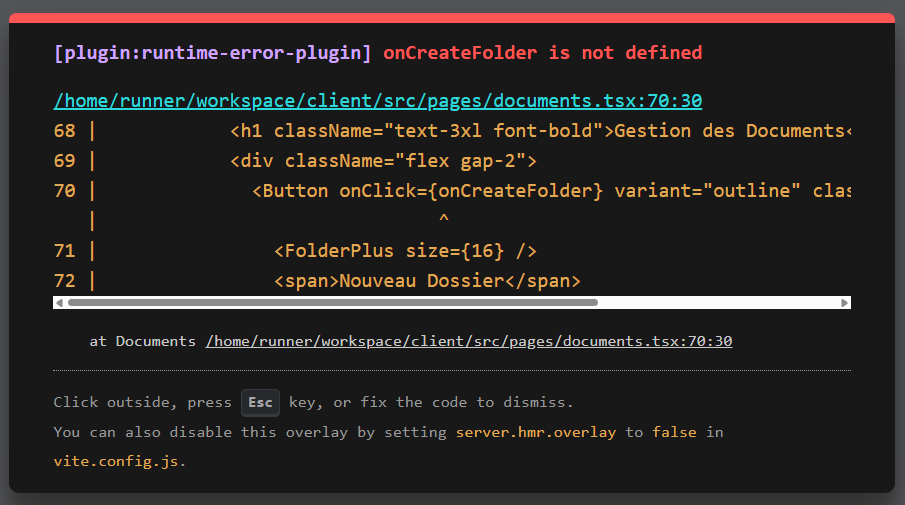 [plugin:runtime-error-plugin] onCreateFolder is not defined
/home/runner/workspace/client/src/pages/documents.tsx:70:30
68 |            <h1 className="text-3xl font-bold">Gestion des Documents<
69 |            <div className="flex gap-2">
70 |              <Button onClick={onCreateFolder} variant="outline" clas
   |                               ^
71 |                <FolderPlus size={16} />
72 |                <span>Nouveau Dossier</span>
at Documents /home/runner/workspace/client/src/pages/documents.tsx:70:30
Click outside, press Esc key, or fix the code to dismiss.
You can also disable this overlay by setting server.hmr.overlay to false in
vite.config.js.